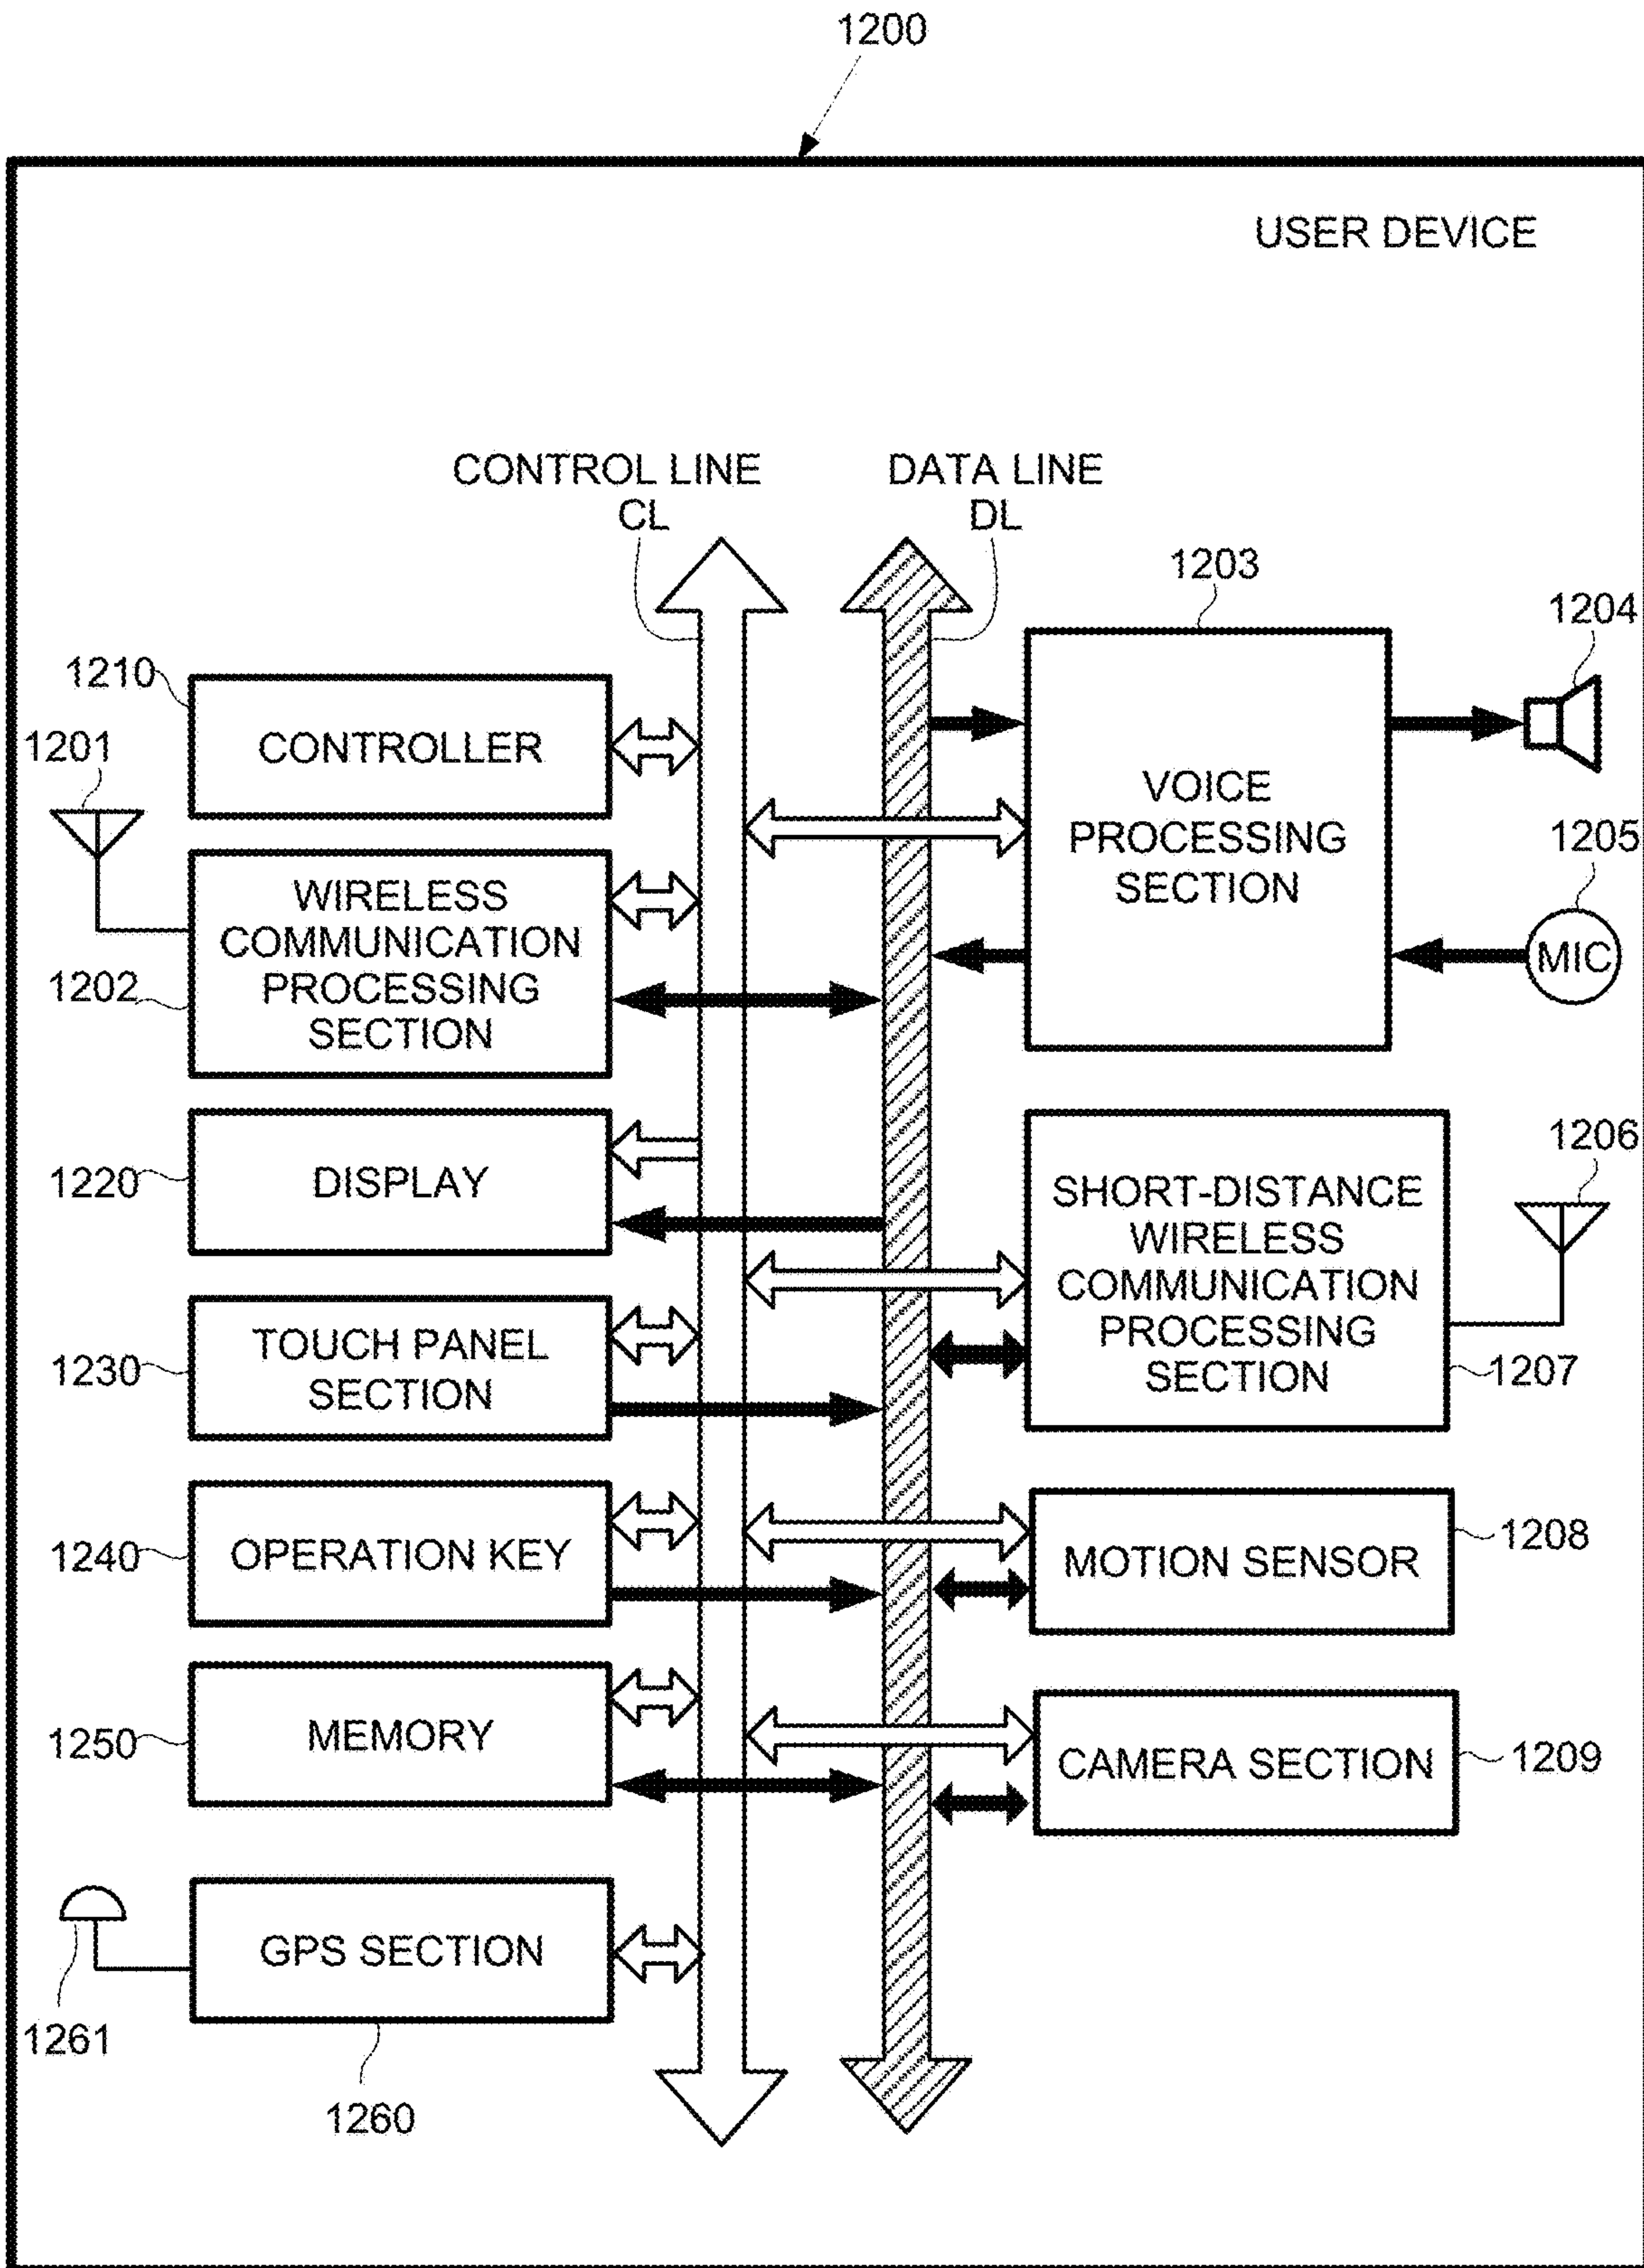 1200
USER DEVICE
CONTROL LINE
CL
DATA LINE
DL
1203
1204
1210
CONTROLLER
1201
VOICE
PROCESSING
SECTION
1205
MIC
WIRELESS
COMMUNICATION
PROCESSING
SECTION
1202
1220
DISPLAY
SHORT-DISTANCE
WIRELESS
COMMUNICATION
PROCESSING
SECTION
1206
1207
1230
TOUCH PANEL
SECTION
1240
OPERATION KEY
MOTION SENSOR
1208
1250
MEMORY
CAMERA SECTION
1209
GPS SECTION
1261
1260